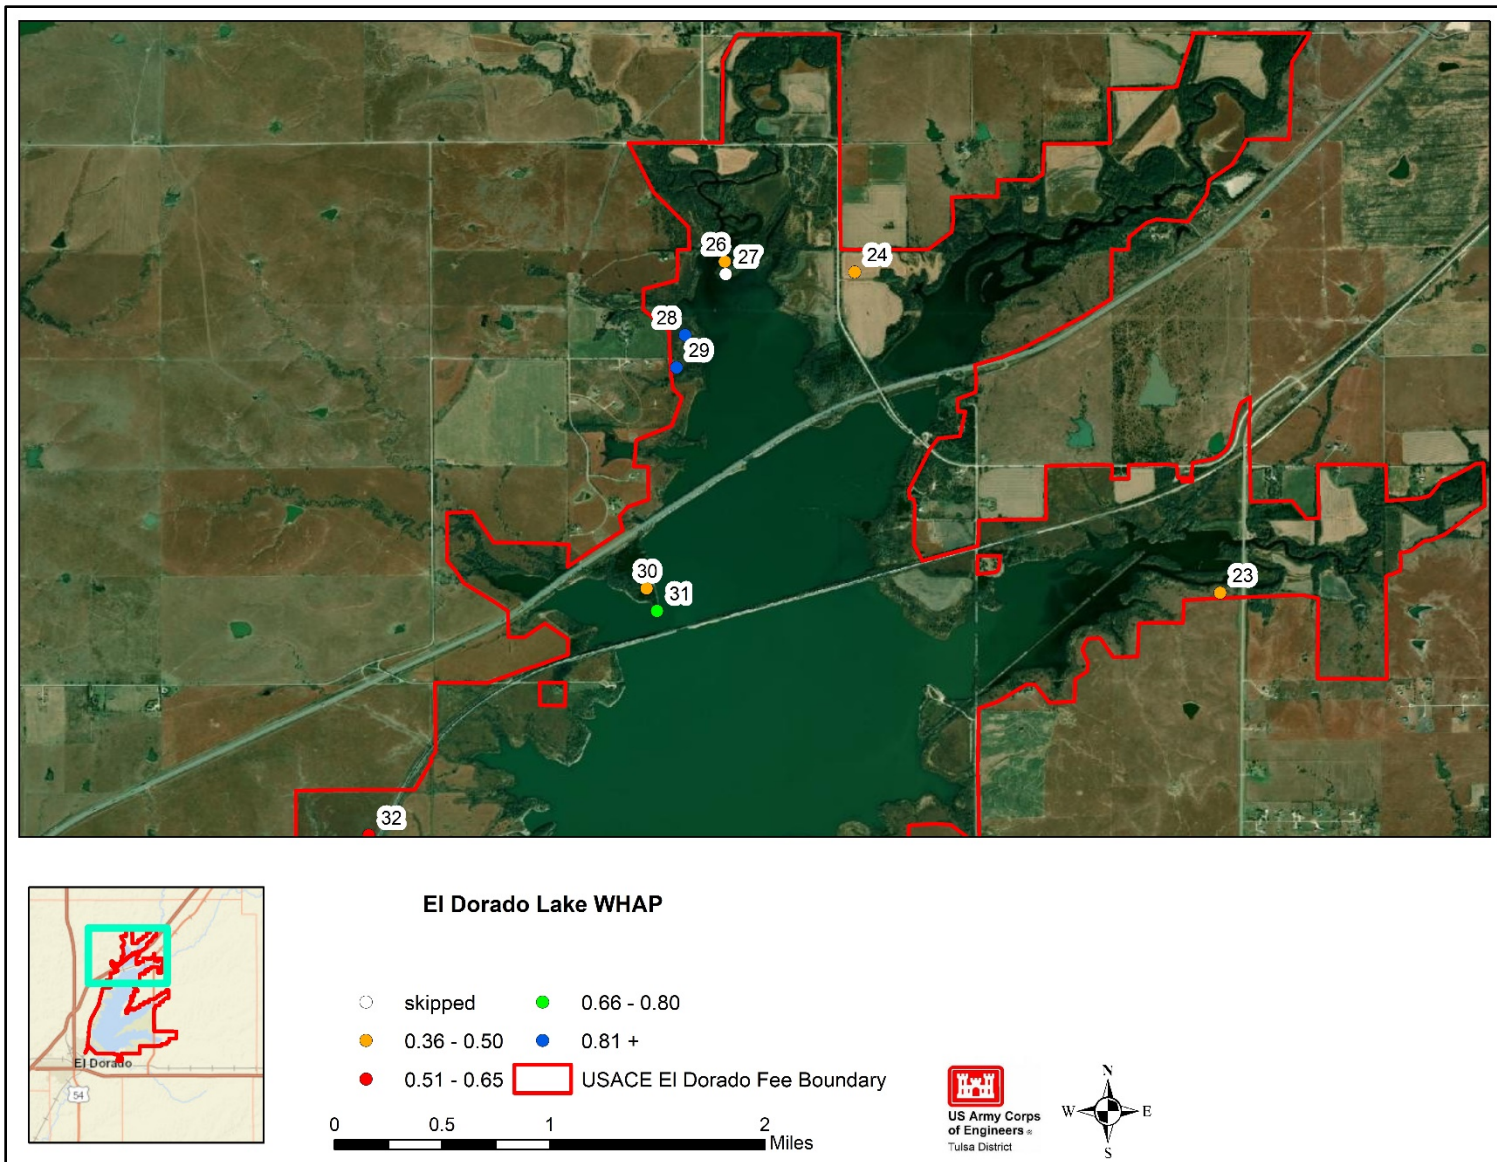 26
27
24
28
29
30
31
23
32
El Dorado Lake WHAP
El Dorado
54
skipped
0.66 - 0.80
0.36 - 0.50
0.81 +
0.51 - 0.65
USACE El Dorado Fee Boundary
0 0.5 1 2
Miles
US Army Corps
of Engineers ®
Tulsa District
N
W E
S